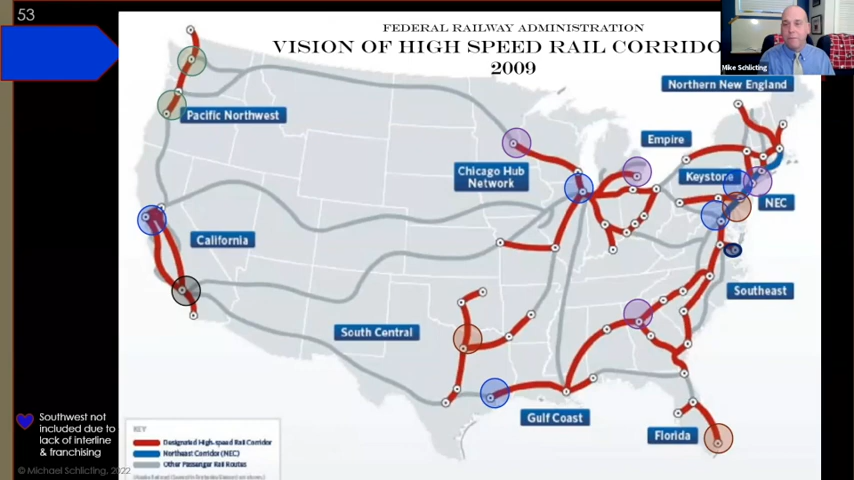 53
FEDERAL RAILWAY ADMINISTRATION
VISION OF HIGH SPEED RAIL CORRIDO
2009
Mike Schlicting
Northern New England
Pacific Northwest
Empire
Chicago Hub
Network
Keystone
NEC
California
Southeast
South Central
Gulf Coast
Florida
Southwest not
included due to
lack of interline
& franchising
KEY
Designated High-speed Rail Corridor
Northeast Corridor (NEC)
Other Passenger Rail Routes
© Michael Schlicting, 2022